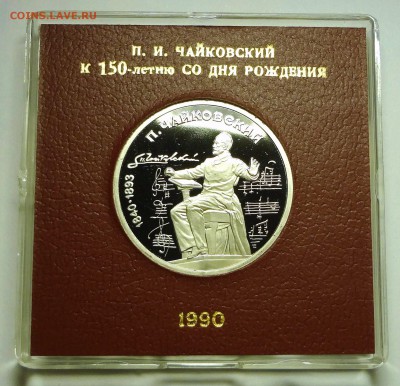 COINS.LAVE.RU
П. И. ЧАЙКОВСКИЙ
К 150-летию СО ДНЯ РОЖДЕНИЯ
П. ЧАЙКОВСКИЙ
1840-1893
1990